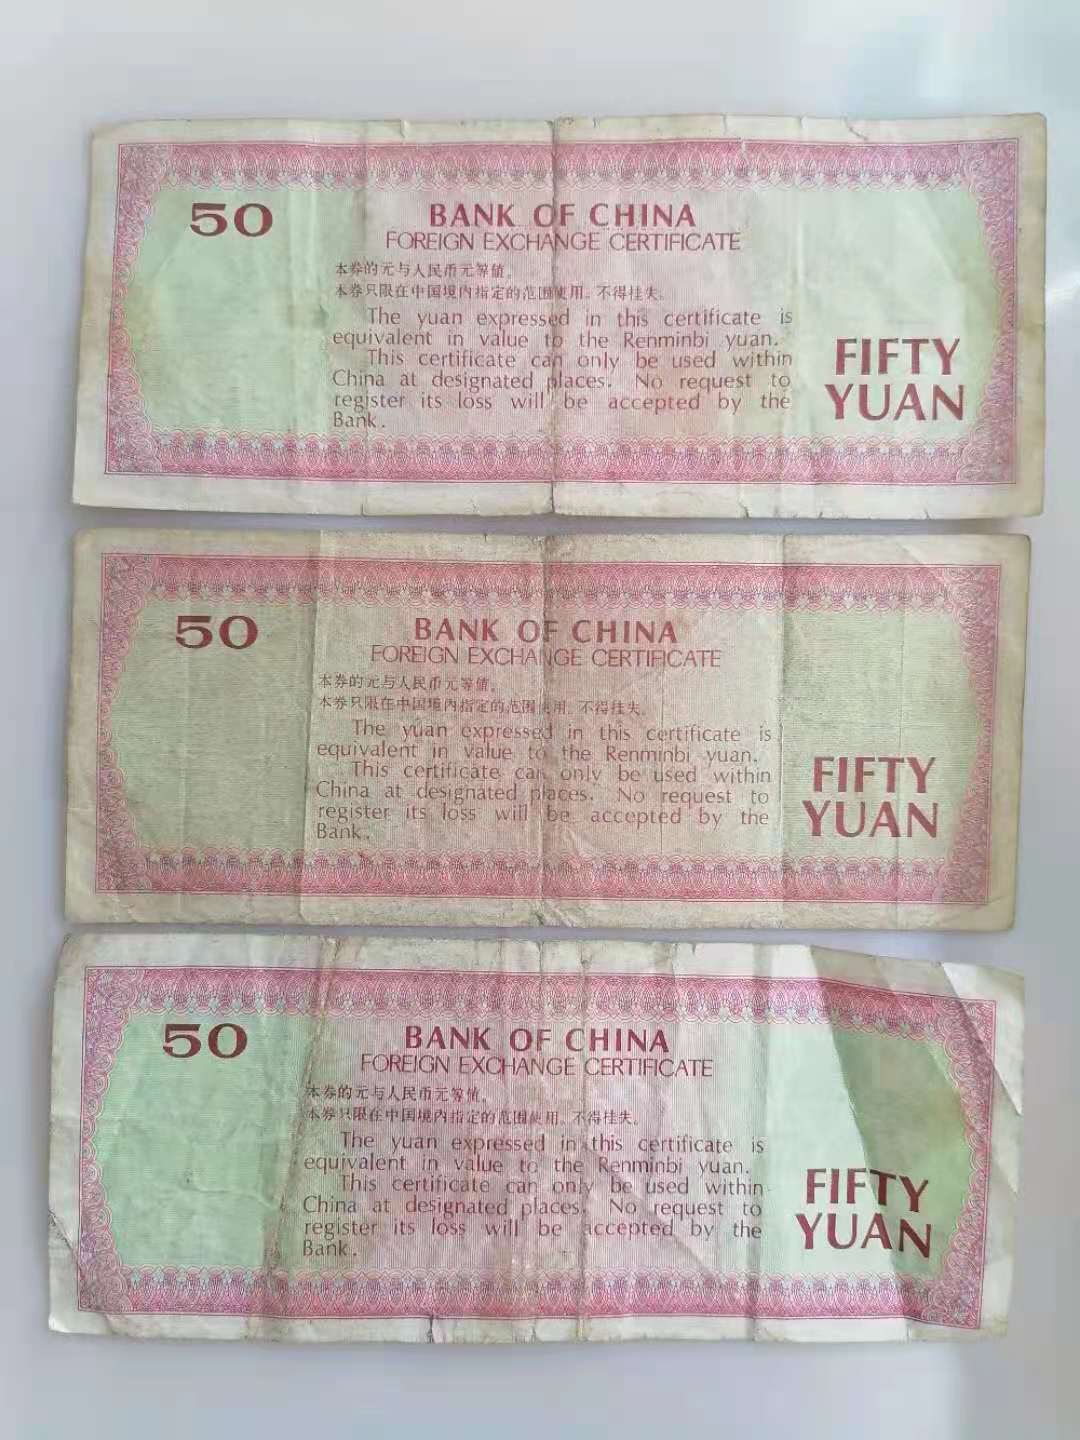 50
BANK OF CHINA
FOREIGN EXCHANGE CERTIFICATE
本券的元与人民币元等值。
本券只限在中国境内指定的范围使用。不得挂失。
The yuan expressed in this certificate is
equivalent in value to the Renminbi yuan.
This certificate can only be used within
China at designated places. No request to
register its loss will be accepted by the
Bank.
FIFTY
YUAN
50
BANK OF CHINA
FOREIGN EXCHANGE CERTIFICATE
本券的元与人民币元等值。
本券只限在中国境内指定的范围使用。不得挂失。
The yuan expressed in this certificate is
equivalent in value to the Renminbi yuan.
This certificate can only be used within
China at designated places. No request to
register its loss will be accepted by the
Bank.
FIFTY
YUAN
50
BANK OF CHINA
FOREIGN EXCHANGE CERTIFICATE
本券的元与人民币元等值。
本券只限在中国境内指定的范围使用。不得挂失。
The yuan expressed in this certificate is
equivalent in value to the Renminbi yuan.
This certificate can only be used within
China at designated places. No request to
register its loss will be accepted by the
Bank.
FIFTY
YUAN